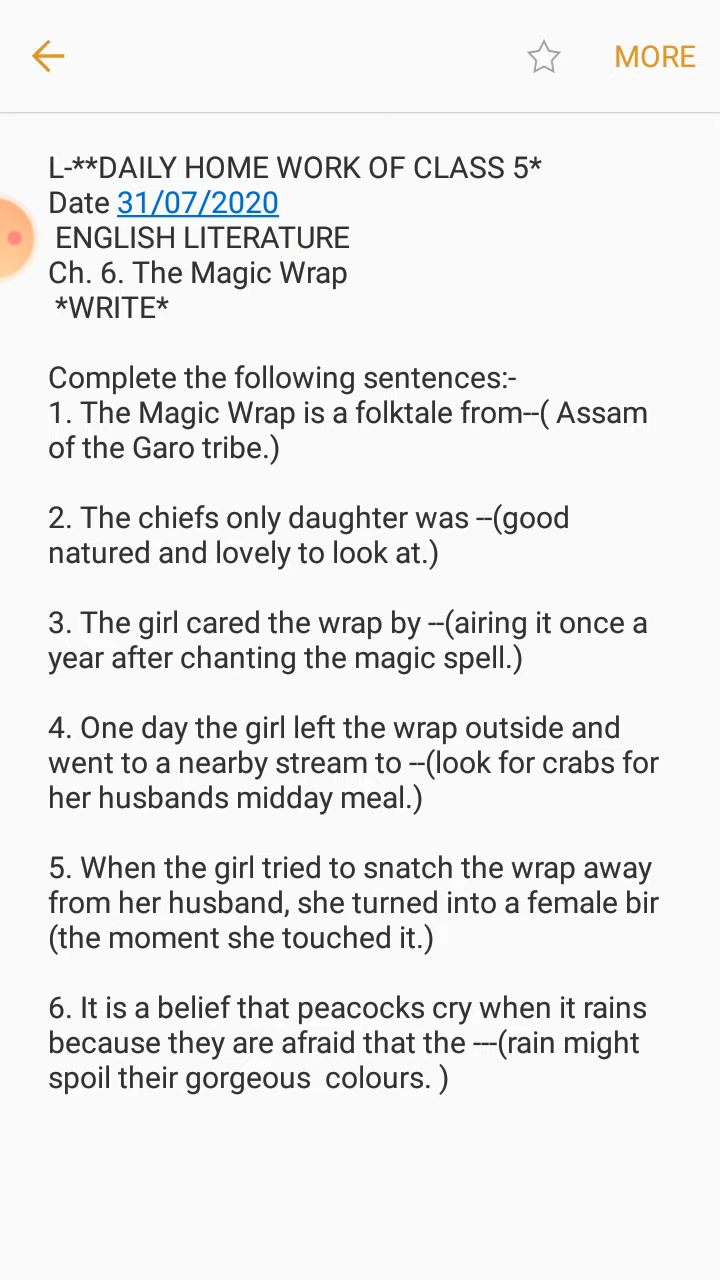 MORE
L-**DAILY HOME WORK OF CLASS 5*
Date 31/07/2020
ENGLISH LITERATURE
Ch. 6. The Magic Wrap
*WRITE*
Complete the following sentences:-
1. The Magic Wrap is a folktale from--( Assam
of the Garo tribe.)
2. The chiefs only daughter was --(good
natured and lovely to look at.)
3. The girl cared the wrap by --(airing it once a
year after chanting the magic spell.)
4. One day the girl left the wrap outside and
went to a nearby stream to --(look for crabs for
her husbands midday meal.)
5. When the girl tried to snatch the wrap away
from her husband, she turned into a female bir
(the moment she touched it.)
6. It is a belief that peacocks cry when it rains
because they are afraid that the ---(rain might
spoil their gorgeous  colours. )